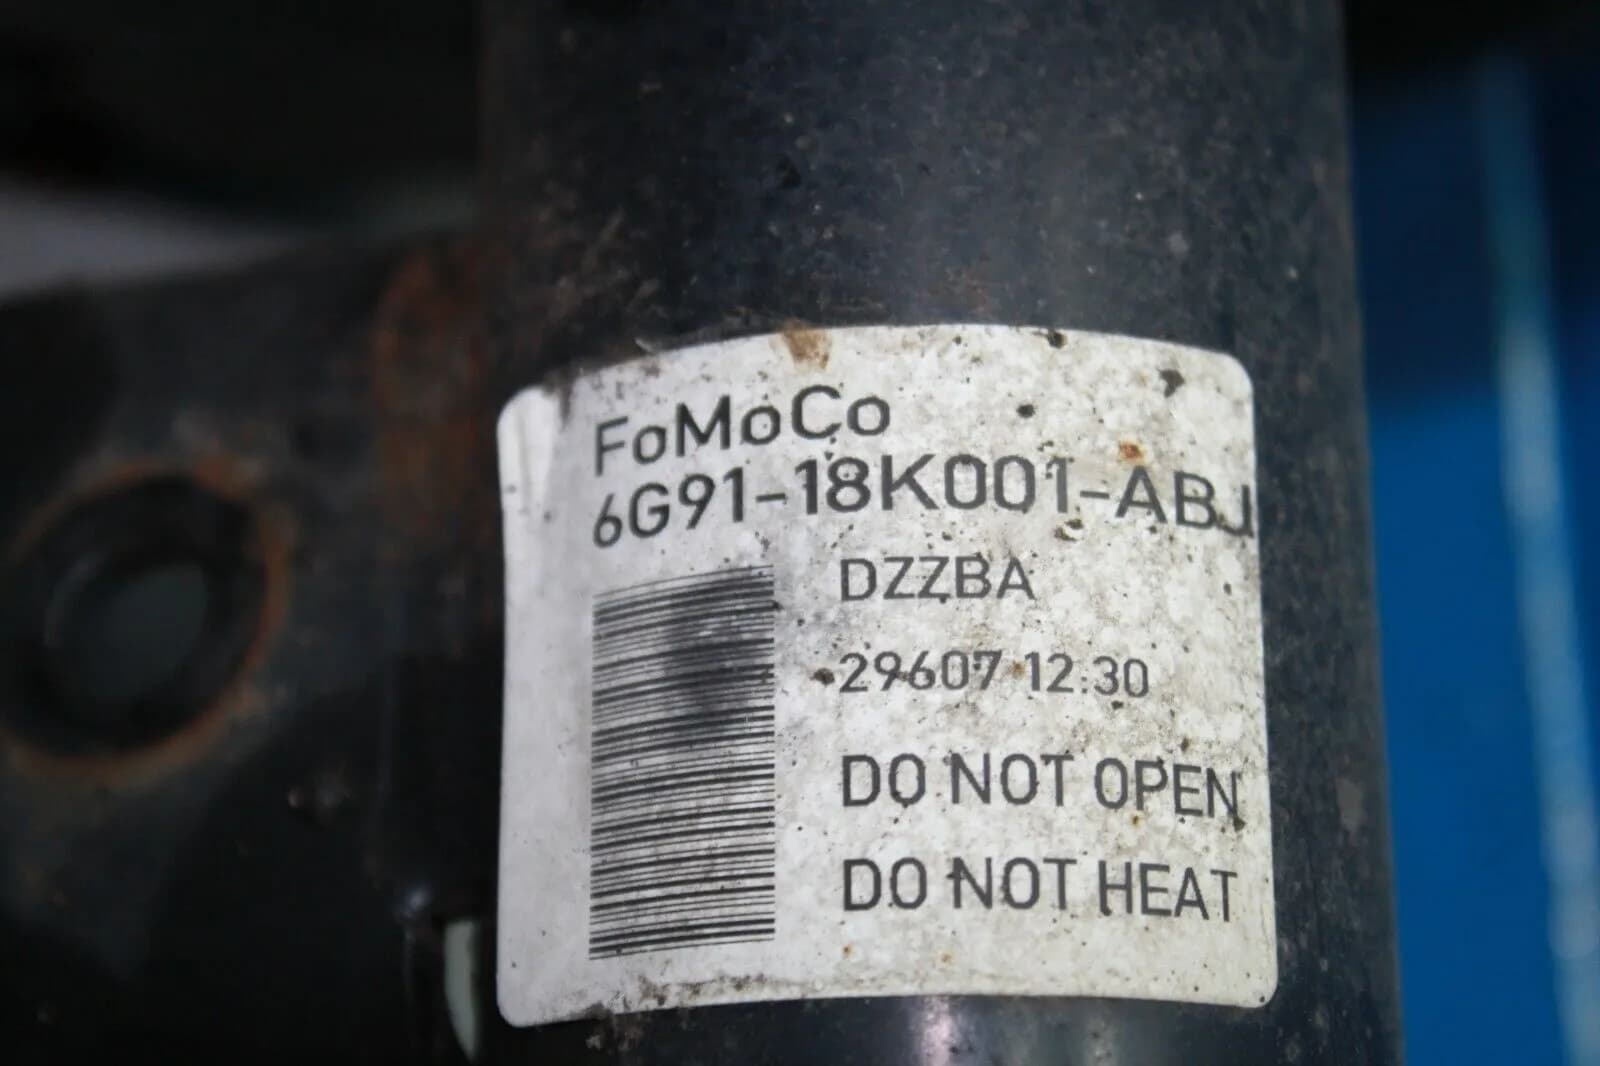 FoMoCo
6G91-18K001-ABJ
DZZBA
29607 12:30
DO NOT OPEN
DO NOT HEAT